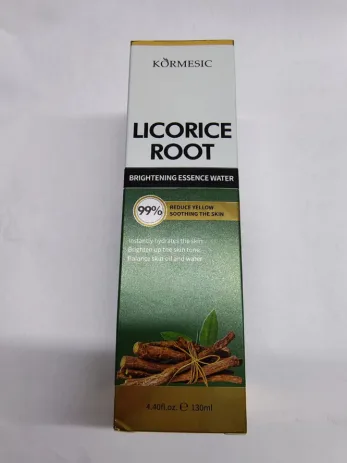 KÖRMESIC
LICORICE
ROOT
BRIGHTENING ESSENCE WATER
99%
REDUCE YELLOW
SOOTHING THE SKIN
Instantly hydrates the skin
Brighten up the skin tone
Balance skin oil and water
4.40fl.oz. ℮ 130ml